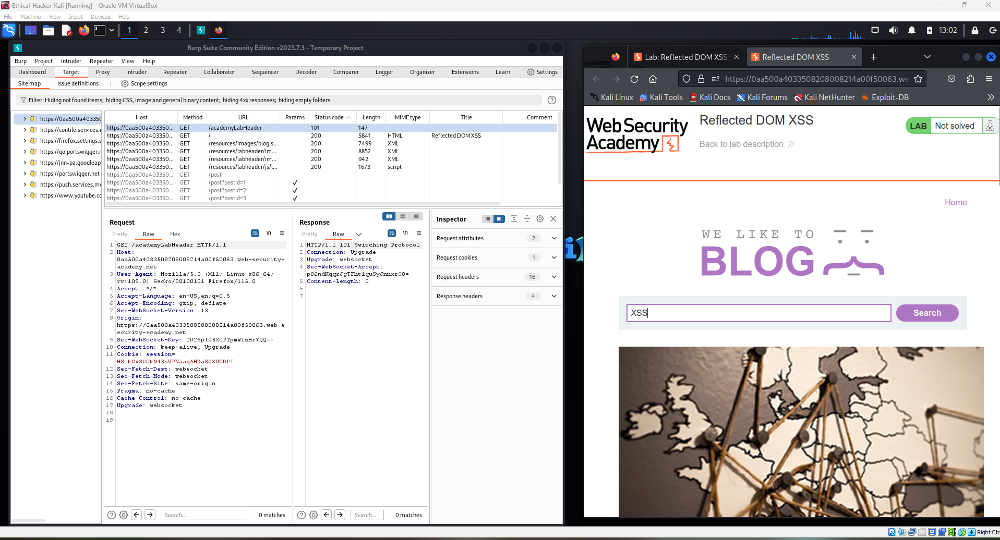 Ethical-Hacker-Kali [Running] - Oracle VM VirtualBox
File Machine View Input Devices Help
1 2 3 4
13:02
Burp Suite Community Edition v2023.7.3 - Temporary Project
Burp Project Intruder Repeater View Help
Dashboard Target Proxy Intruder Repeater Collaborator Sequencer Decoder Comparer Logger Organizer Extensions Learn Settings
Site map Issue definitions Scope settings
Filter: Hiding not found items; hiding CSS, image and general binary content; hiding 4xx responses; hiding empty folders
https://0aa500a403350
https://contile.services.r
https://firefox.settings.s
https://go.portswigger.r
https://jnn-pa.googleap
https://portswigger.net
https://push.services.mo
https://www.youtube.co
Host Method URL Params Status code Length MIME type Title Comment
https://0aa500a403350... GET /academyLabHeader 101 147
https://0aa500a403350... GET / 200 5841 HTML Reflected DOM XSS
https://0aa500a403350... GET /resources/images/blog.s... 200 7499 XML
https://0aa500a403350... GET /resources/labheader/im... 200 8852 XML
https://0aa500a403350... GET /resources/labheader/im... 200 942 XML
https://0aa500a403350... GET /resources/labheader/js/l... 200 1673 script
https://0aa500a403350... GET /post
https://0aa500a403350... GET /post?postId=1 ✓
https://0aa500a403350... GET /post?postId=2 ✓
https://0aa500a403350... GET /post?postId=3 ✓
Request
Pretty Raw Hex \n
1 GET /academyLabHeader HTTP/1.1
2 Host:
0aa500a4033508208008214a00f50063.web-security-
academy.net
3 User-Agent: Mozilla/5.0 (X11; Linux x86_64;
rv:109.0) Gecko/20100101 Firefox/115.0
4 Accept: */*
5 Accept-Language: en-US,en;q=0.5
6 Accept-Encoding: gzip, deflate
7 Sec-WebSocket-Version: 13
8 Origin:
https://0aa500a4033508208008214a00f50063.web-s
ecurity-academy.net
9 Sec-WebSocket-Key: 2O2SpfCEXOPTpmWfzHrYQQ==
10 Connection: keep-alive, Upgrade
11 Cookie: session=
HSikCx3C0kN4EsVPNaagAHDaECXUCDPI
12 Sec-Fetch-Dest: websocket
13 Sec-Fetch-Mode: websocket
14 Sec-Fetch-Site: same-origin
15 Pragma: no-cache
16 Cache-Control: no-cache
17 Upgrade: websocket
18
19
Search... 0 matches
Response
Pretty Raw \n
1 HTTP/1.1 101 Switching Protocol
2 Connection: Upgrade
3 Upgrade: websocket
4 Sec-WebSocket-Accept:
pO6ndKqqrJgTFht1quSyJnnxr08=
5 Content-Length: 0
6
7
Search... 0 matches
Inspector
Request attributes 2
Request cookies 1
Request headers 16
Response headers 4
Lab: Reflected DOM XSS
Reflected DOM XSS
https://0aa500a4033508208008214a00f50063.we
Kali Linux Kali Tools Kali Docs Kali Forums Kali NetHunter Exploit-DB
WebSecurity
Academy
Reflected DOM XSS
Back to lab description
LAB Not solved
Home
WE LIKE TO
BLOG
XSS
Search
Right Ctr